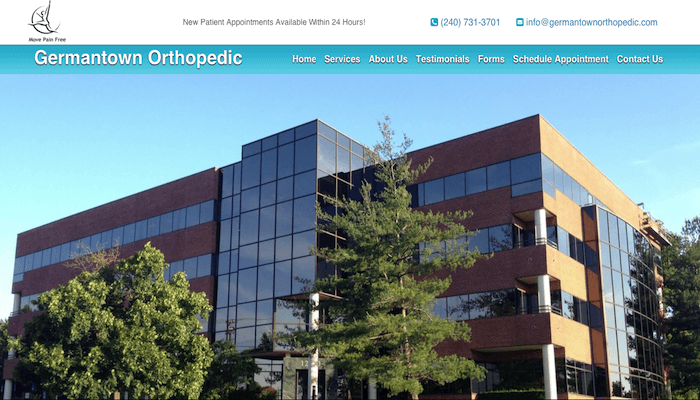 New Patient Appointments Available Within 24 Hours!
(240) 731-3701
info@germantownorthopedic.com
Move Pain Free
Germantown Orthopedic
Home Services About Us Testimonials Forms Schedule Appointment Contact Us